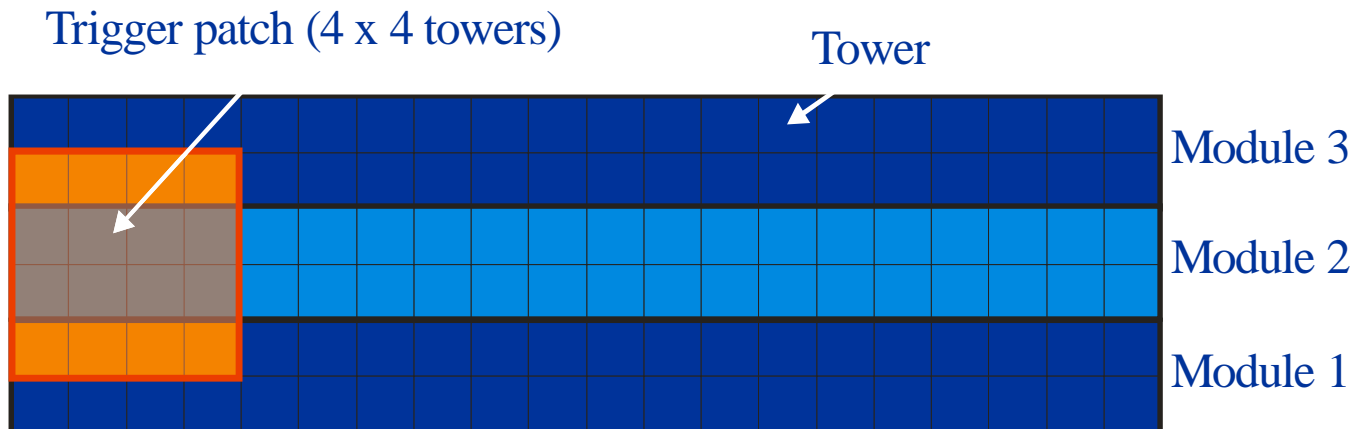 Trigger patch (4 x 4 towers)
Tower
Module 3
Module 2
Module 1